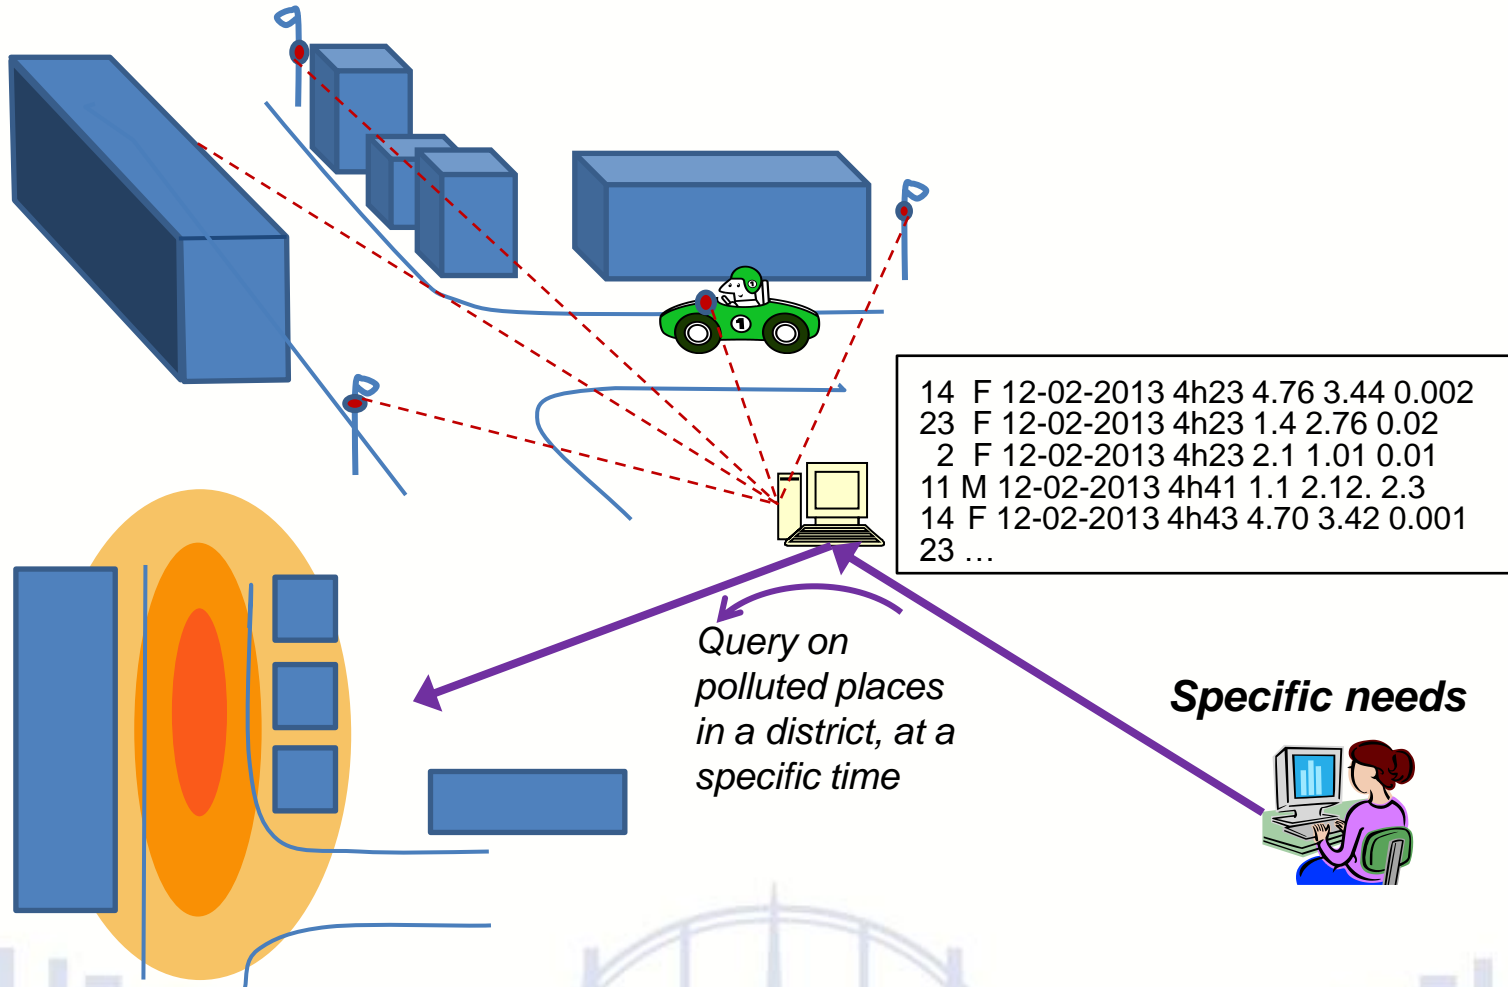 14 F 12-02-2013 4h23 4.76 3.44 0.002
23 F 12-02-2013 4h23 1.4 2.76 0.02
2 F 12-02-2013 4h23 2.1 1.01 0.01
11 M 12-02-2013 4h41 1.1 2.12. 2.3
14 F 12-02-2013 4h43 4.70 3.42 0.001
23 …
1
1
Query on
polluted places
in a district, at a
specific time
Specific needs